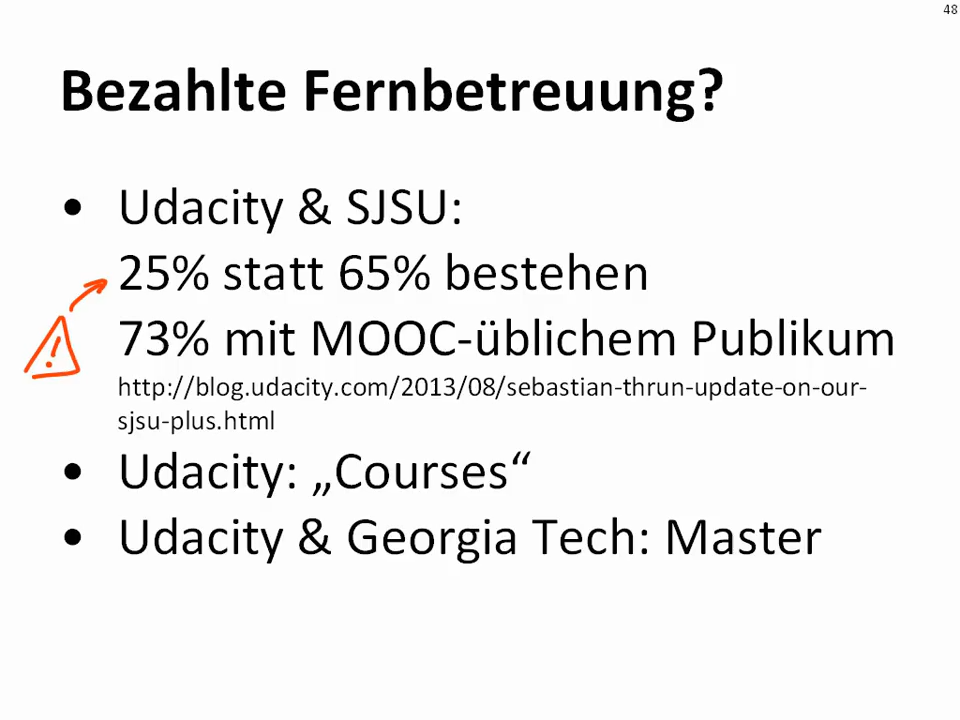 48
Bezahlte Fernbetreuung?
• Udacity & SJSU:
25% statt 65% bestehen
73% mit MOOC-üblichem Publikum
http://blog.udacity.com/2013/08/sebastian-thrun-update-on-our-
sjsu-plus.html
• Udacity: „Courses“
• Udacity & Georgia Tech: Master